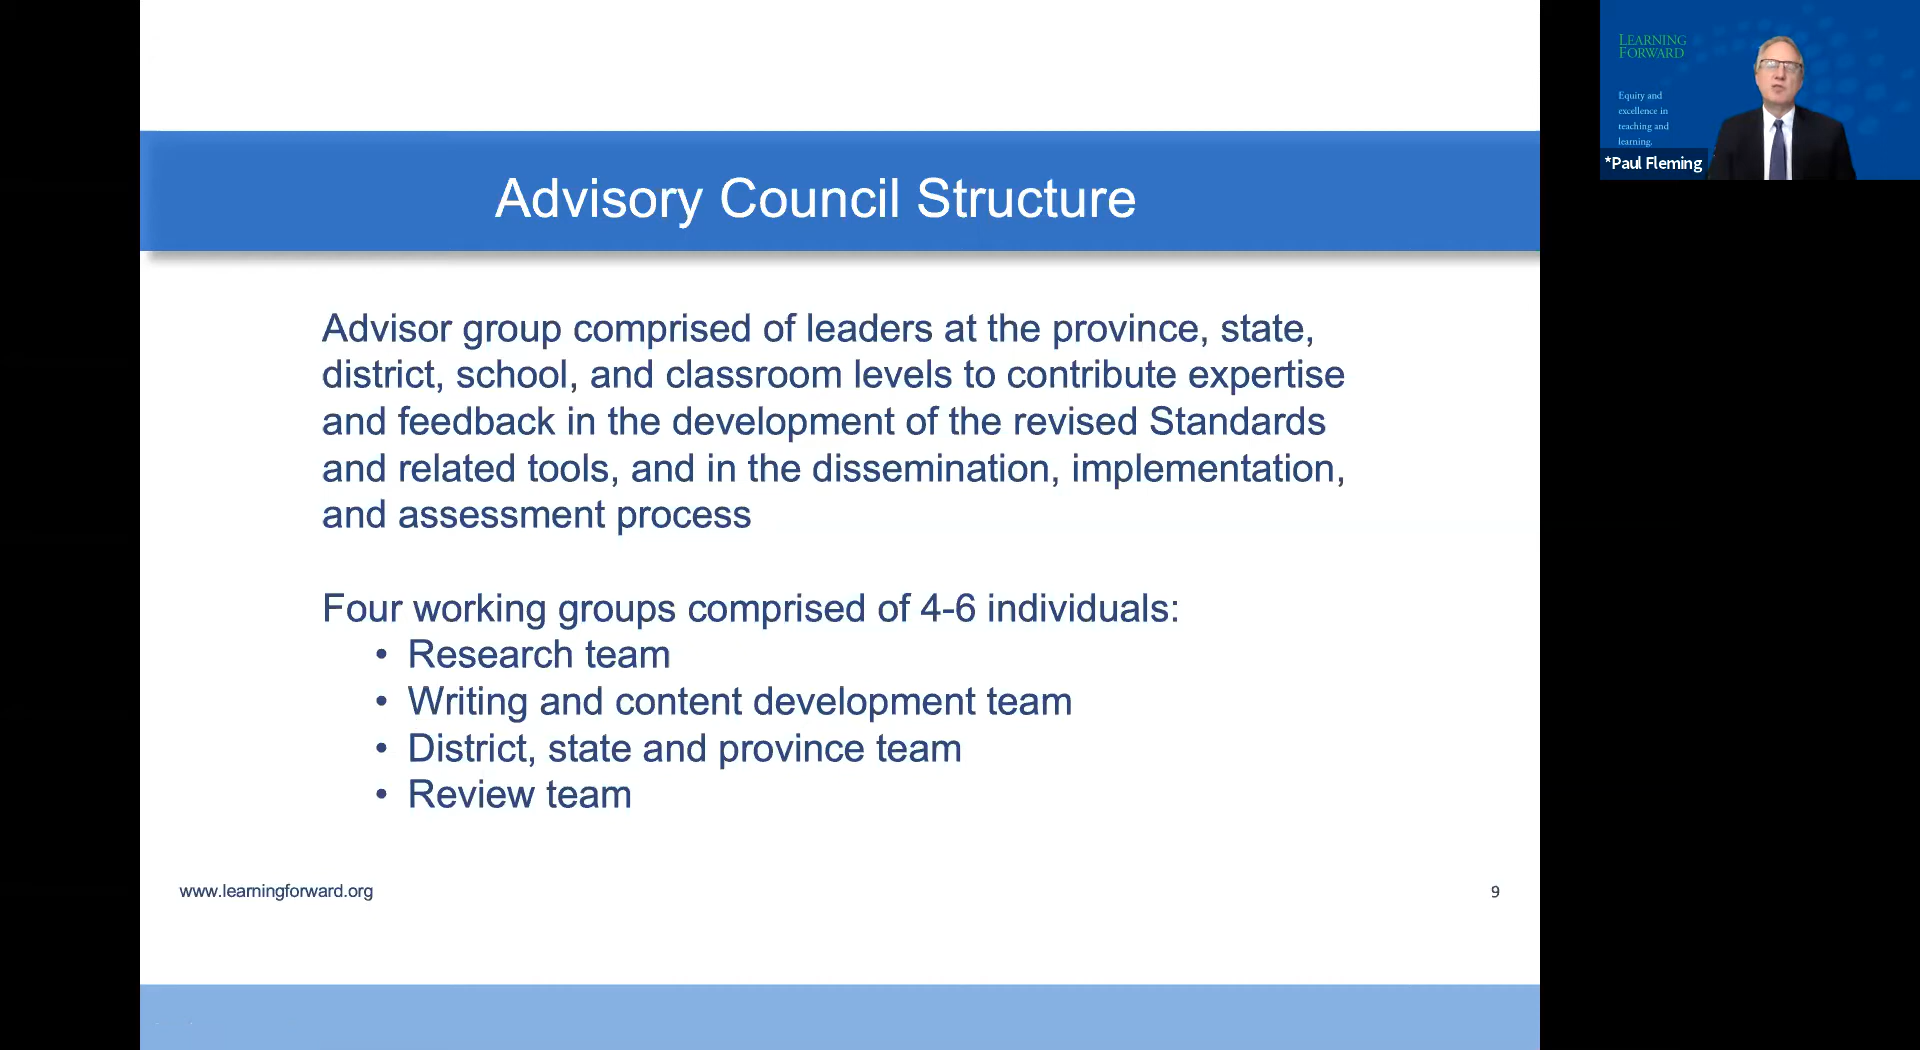 Advisory Council Structure
Advisor group comprised of leaders at the province, state,
district, school, and classroom levels to contribute expertise
and feedback in the development of the revised Standards
and related tools, and in the dissemination, implementation,
and assessment process
Four working groups comprised of 4-6 individuals:
• Research team
• Writing and content development team
• District, state and province team
• Review team
www.learningforward.org
9
LEARNING
FORWARD
Equity and
excellence in
teaching and
learning.
*Paul Fleming